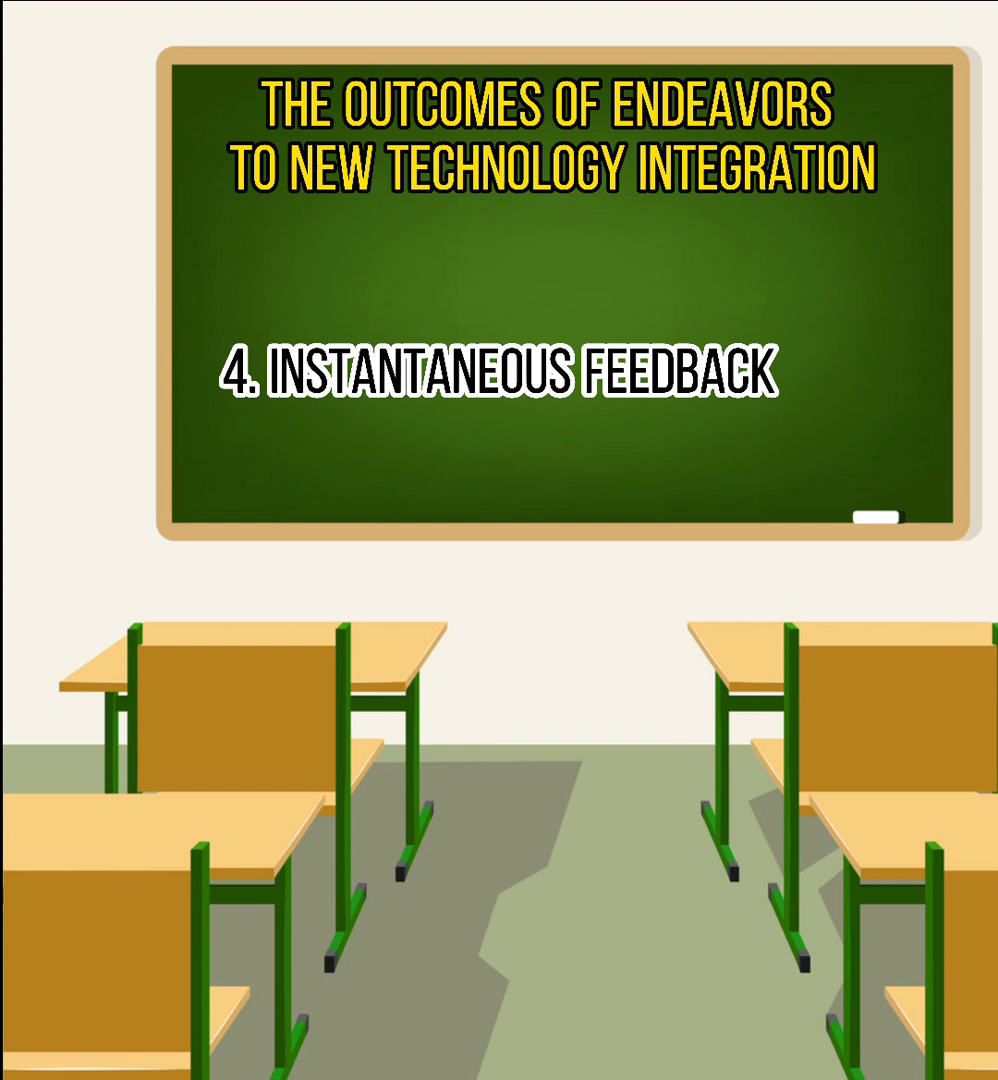 THE OUTCOMES OF ENDEAVORS
TO NEW TECHNOLOGY INTEGRATION
4. INSTANTANEOUS FEEDBACK